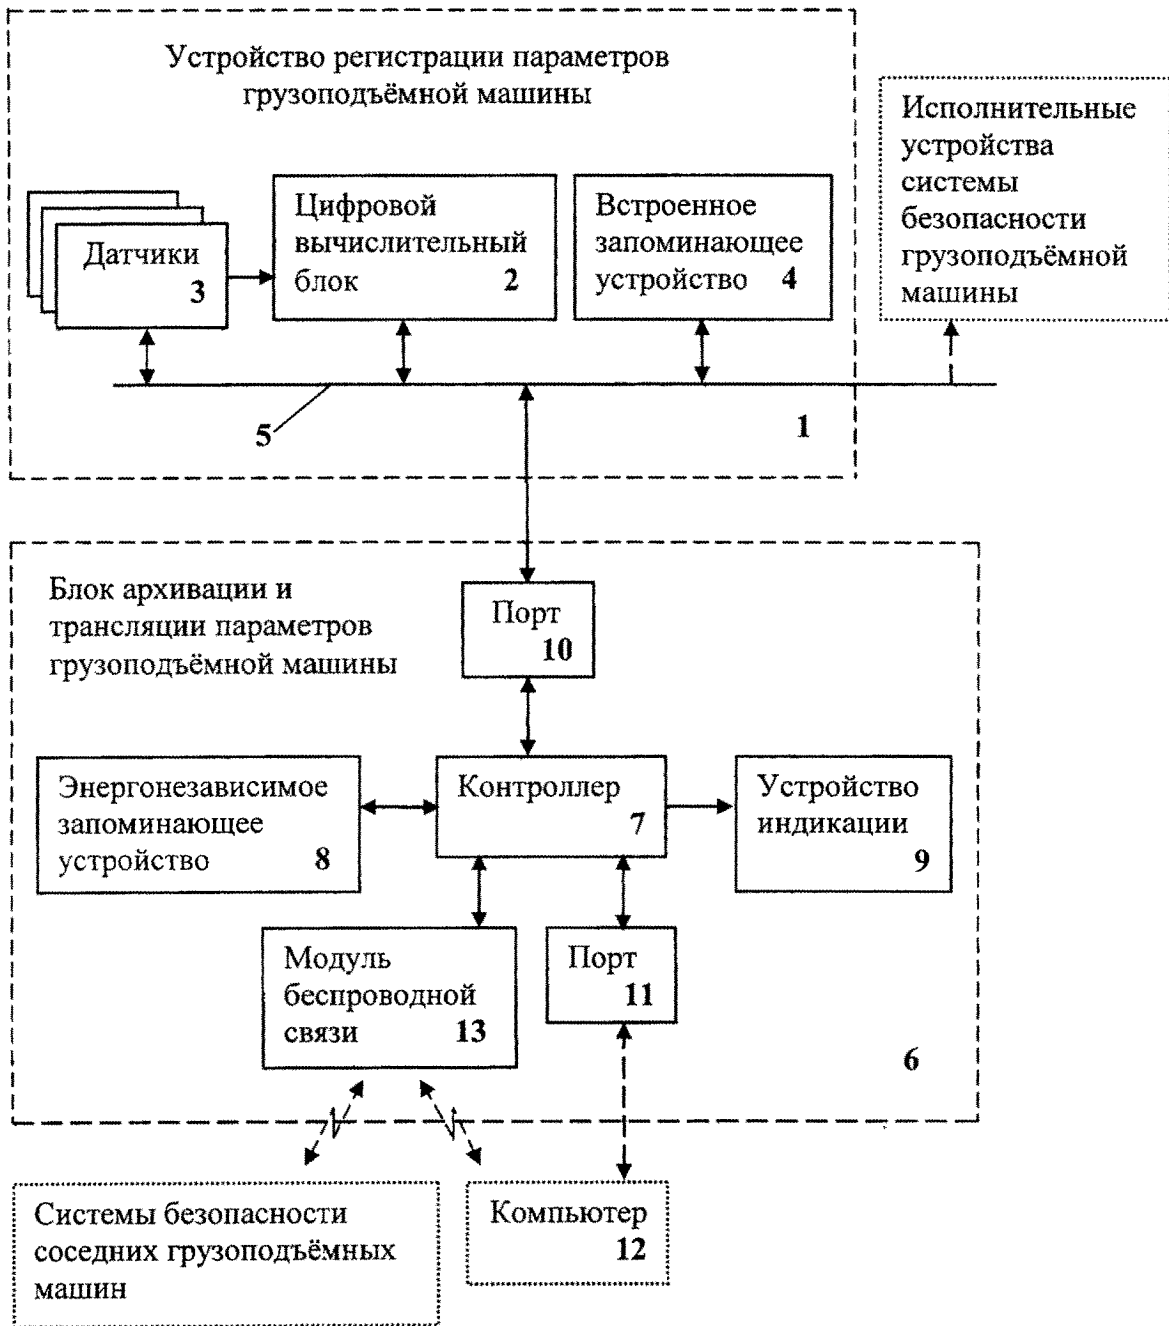 Устройство регистрации параметров
грузоподъёмной машины
Исполнительные
устройства
системы
безопасности
грузоподъёмной
машины
Датчики
3
Цифровой
вычислительный
блок 2
Встроенное
запоминающее
устройство 4
5
1
Блок архивации и
трансляции параметров
грузоподъёмной машины
Порт
10
Энергонезависимое
запоминающее
устройство 8
Контроллер
7
Устройство
индикации
9
Модуль
беспроводной
связи 13
Порт
11
6
Системы безопасности
соседних грузоподъёмных
машин
Компьютер
12